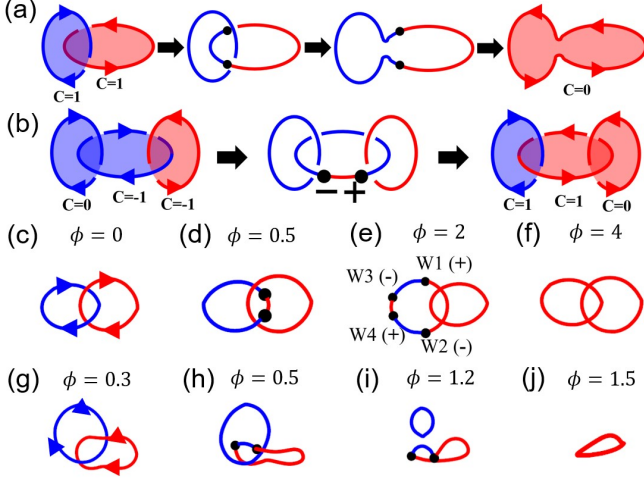 (a)
C=1
C=1
C=0
(b)
C=0
C=-1
C=-1
− +
C=1
C=1
C=0
(c) ϕ = 0
(d) ϕ = 0.5
(e) ϕ = 2
(f) ϕ = 4
W3 (-)
W1 (+)
W4 (+)
W2 (-)
(g) ϕ = 0.3
(h) ϕ = 0.5
(i) ϕ = 1.2
(j) ϕ = 1.5